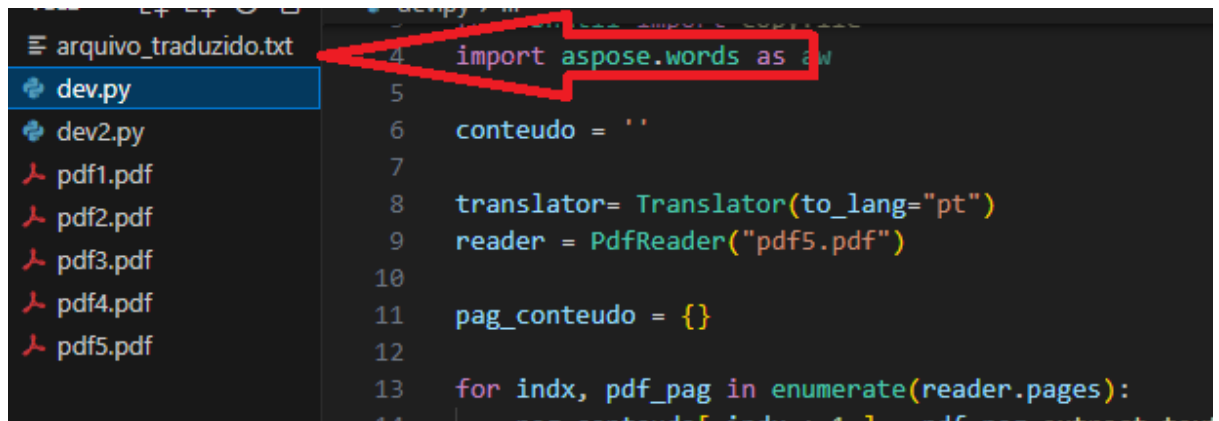 arquivo_traduzido.txt
dev.py
dev2.py
pdf1.pdf
pdf2.pdf
pdf3.pdf
pdf4.pdf
pdf5.pdf
import copyfile
4 import aspose.words as aw
5
6 conteudo = ''
7
8 translator= Translator(to_lang="pt")
9 reader = PdfReader("pdf5.pdf")
10
11 pag_conteudo = {}
12
13 for indx, pdf_pag in enumerate(reader.pages):